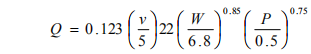 Q = 0.123 (v/5) 22 (W/6.8)^0.85 (P/0.5)^0.75